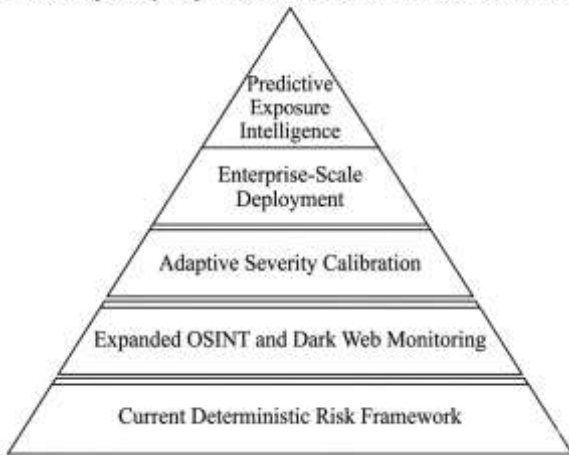 Predictive
Exposure
Intelligence
Enterprise-Scale
Deployment
Adaptive Severity Calibration
Expanded OSINT and Dark Web Monitoring
Current Deterministic Risk Framework